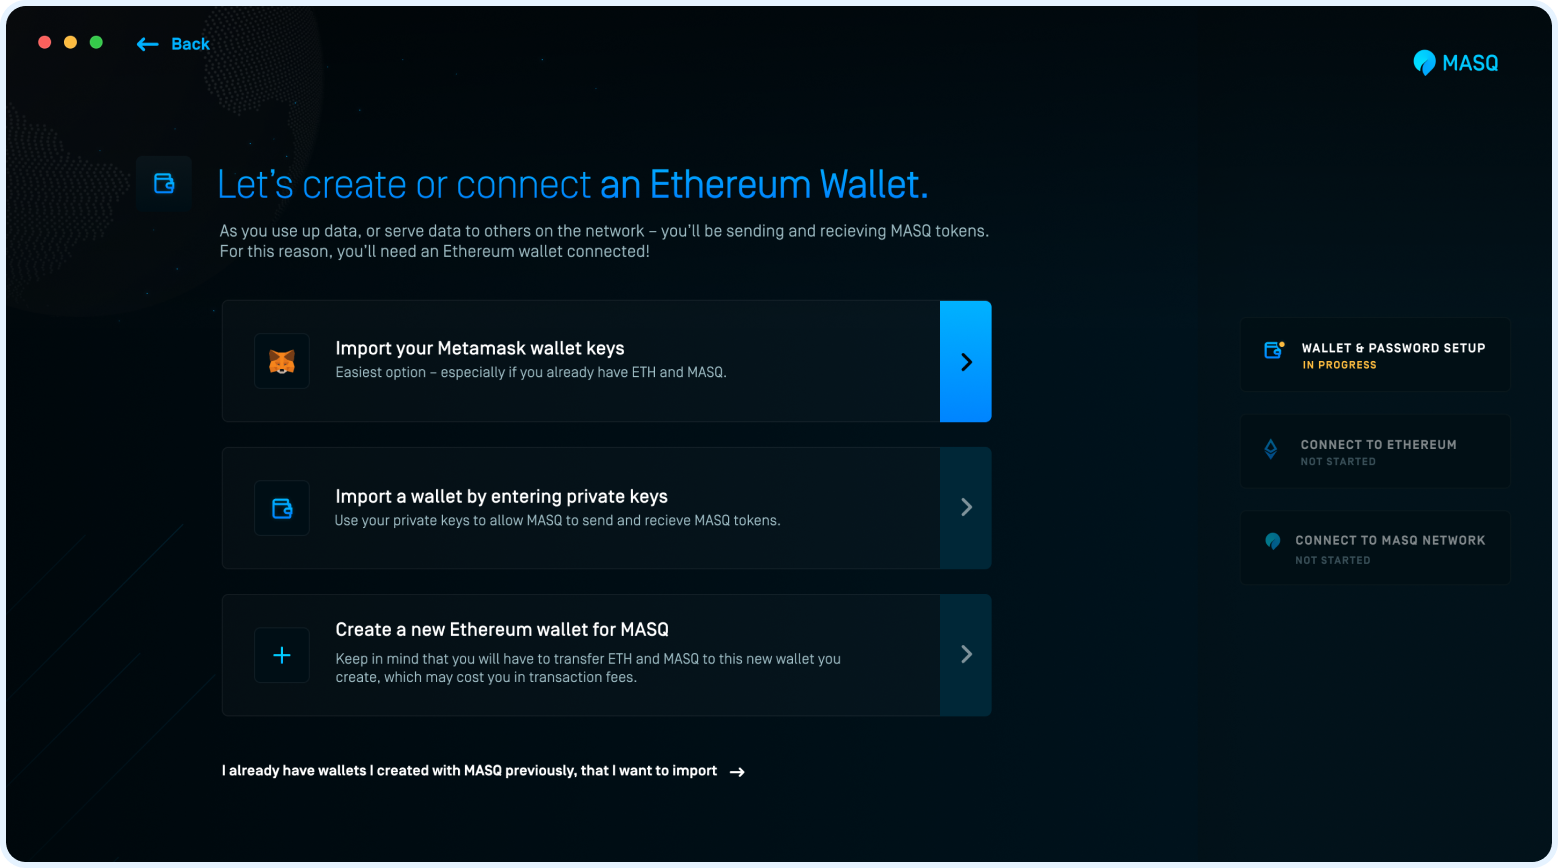 Back
MASQ
Let's create or connect an Ethereum Wallet.
As you use up data, or serve data to others on the network – you'll be sending and recieving MASQ tokens.
For this reason, you'll need an Ethereum wallet connected!
Import your Metamask wallet keys
Easiest option – especially if you already have ETH and MASQ.
Import a wallet by entering private keys
Use your private keys to allow MASQ to send and recieve MASQ tokens.
Create a new Ethereum wallet for MASQ
Keep in mind that you will have to transfer ETH and MASQ to this new wallet you
create, which may cost you in transaction fees.
I already have wallets I created with MASQ previously, that I want to import →
WALLET & PASSWORD SETUP
IN PROGRESS
CONNECT TO ETHEREUM
NOT STARTED
CONNECT TO MASQ NETWORK
NOT STARTED